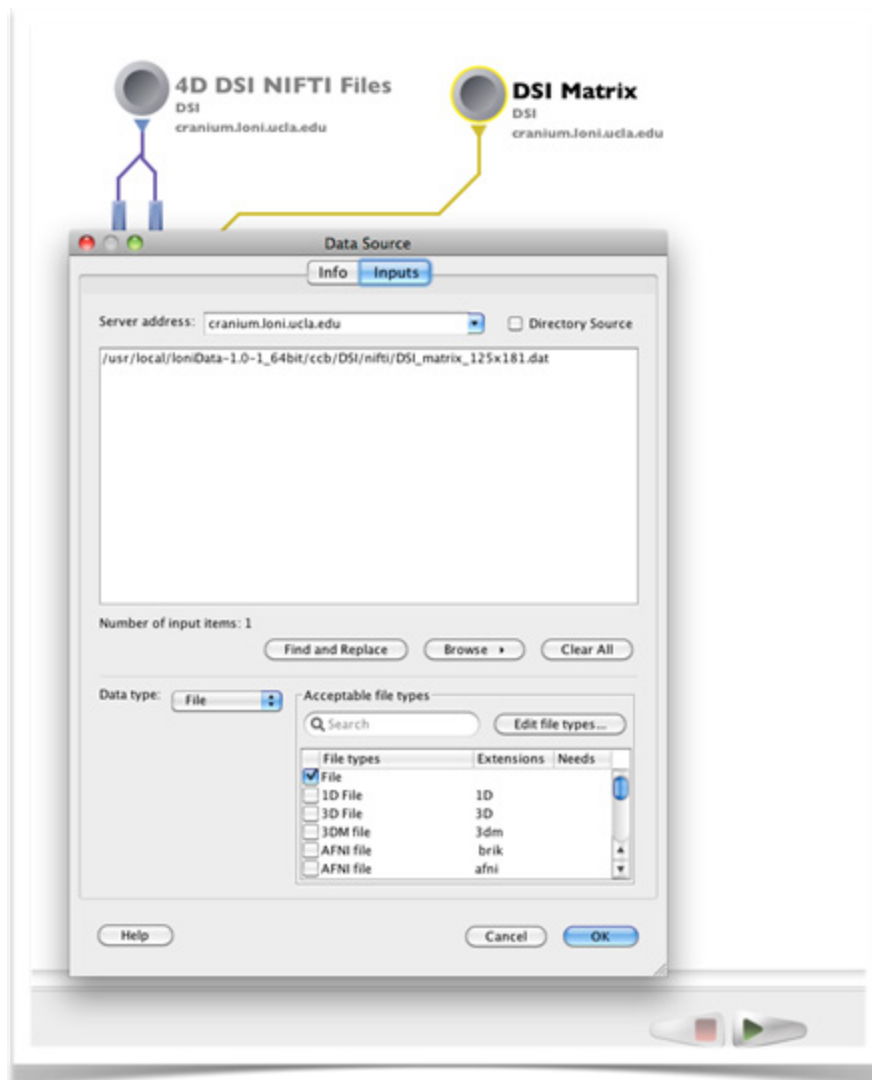 4D DSI NIFTI Files
DSI
cranium.loni.ucla.edu
DSI Matrix
DSI
cranium.loni.ucla.edu
Data Source
Info Inputs
Server address: cranium.loni.ucla.edu Directory Source
/usr/local/loniData-1.0-1_64bit/ccb/DSI/nifti/DSI_matrix_125x181.dat
Number of input items: 1
Find and Replace Browse Clear All
Data type: File Acceptable file types
Search Edit file types...
File types Extensions Needs
File
1D File 1D
3D File 3D
3DM file 3dm
AFNI file brik
AFNI file afni
Help Cancel OK